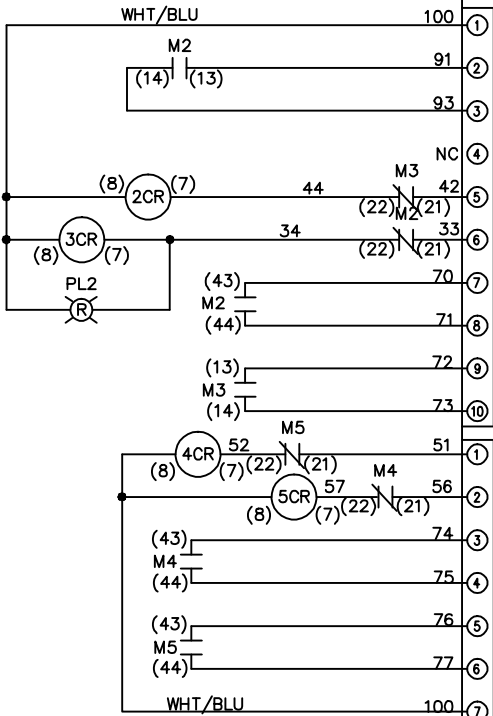 WHT/BLU 100 1
M2
(14) (13) 91 2
93 3
NC 4
M3
(8) 2CR (7) 44 (22) (21) 42 5
M2
(8) 3CR (7) 34 (22) (21) 33 6
PL2
R
(43) 70 7
M2
(44) 71 8
(13) 72 9
M3
(14) 73 10
M5
(8) 4CR (7) 52 (22) (21) 51 1
M4
(8) 5CR (7) 57 (22) (21) 56 2
(43) 74 3
M4
(44) 75 4
(43) 76 5
M5
(44) 77 6
WHT/BLU 100 7